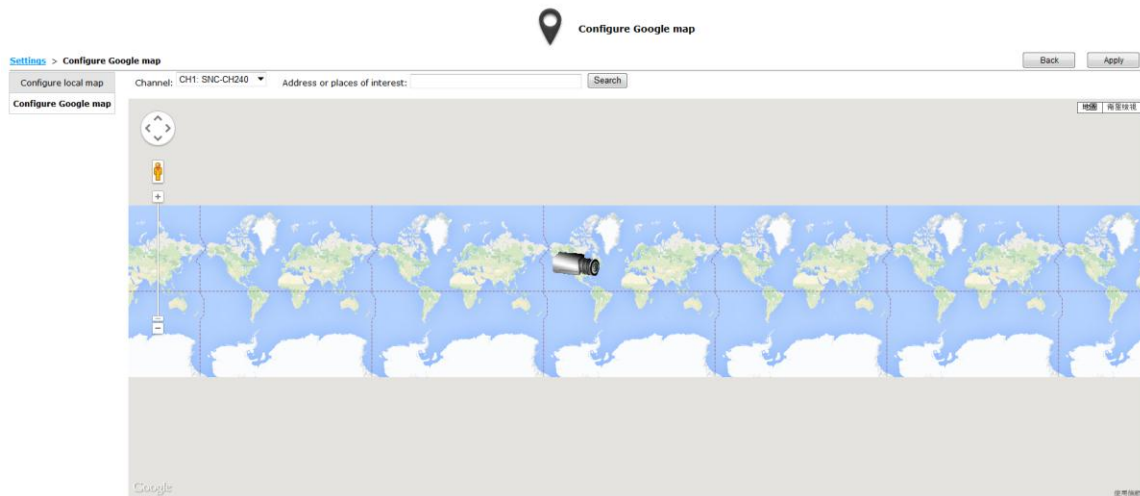 Configure Google map
Settings > Configure Google map
Back
Apply
Configure local map
Channel: CH1: SNC-CH240
Address or places of interest:
Search
Configure Google map
地圖
Google